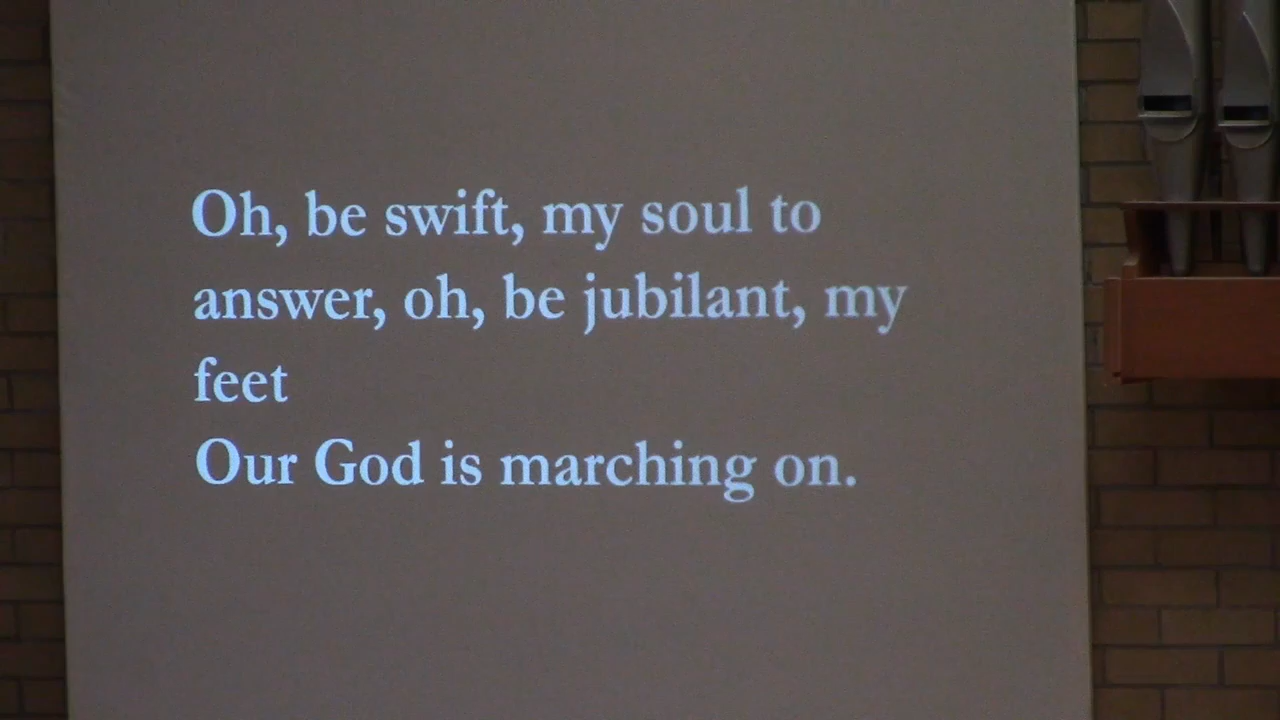 Oh, be swift, my soul to
answer, oh, be jubilant, my
feet
Our God is marching on.